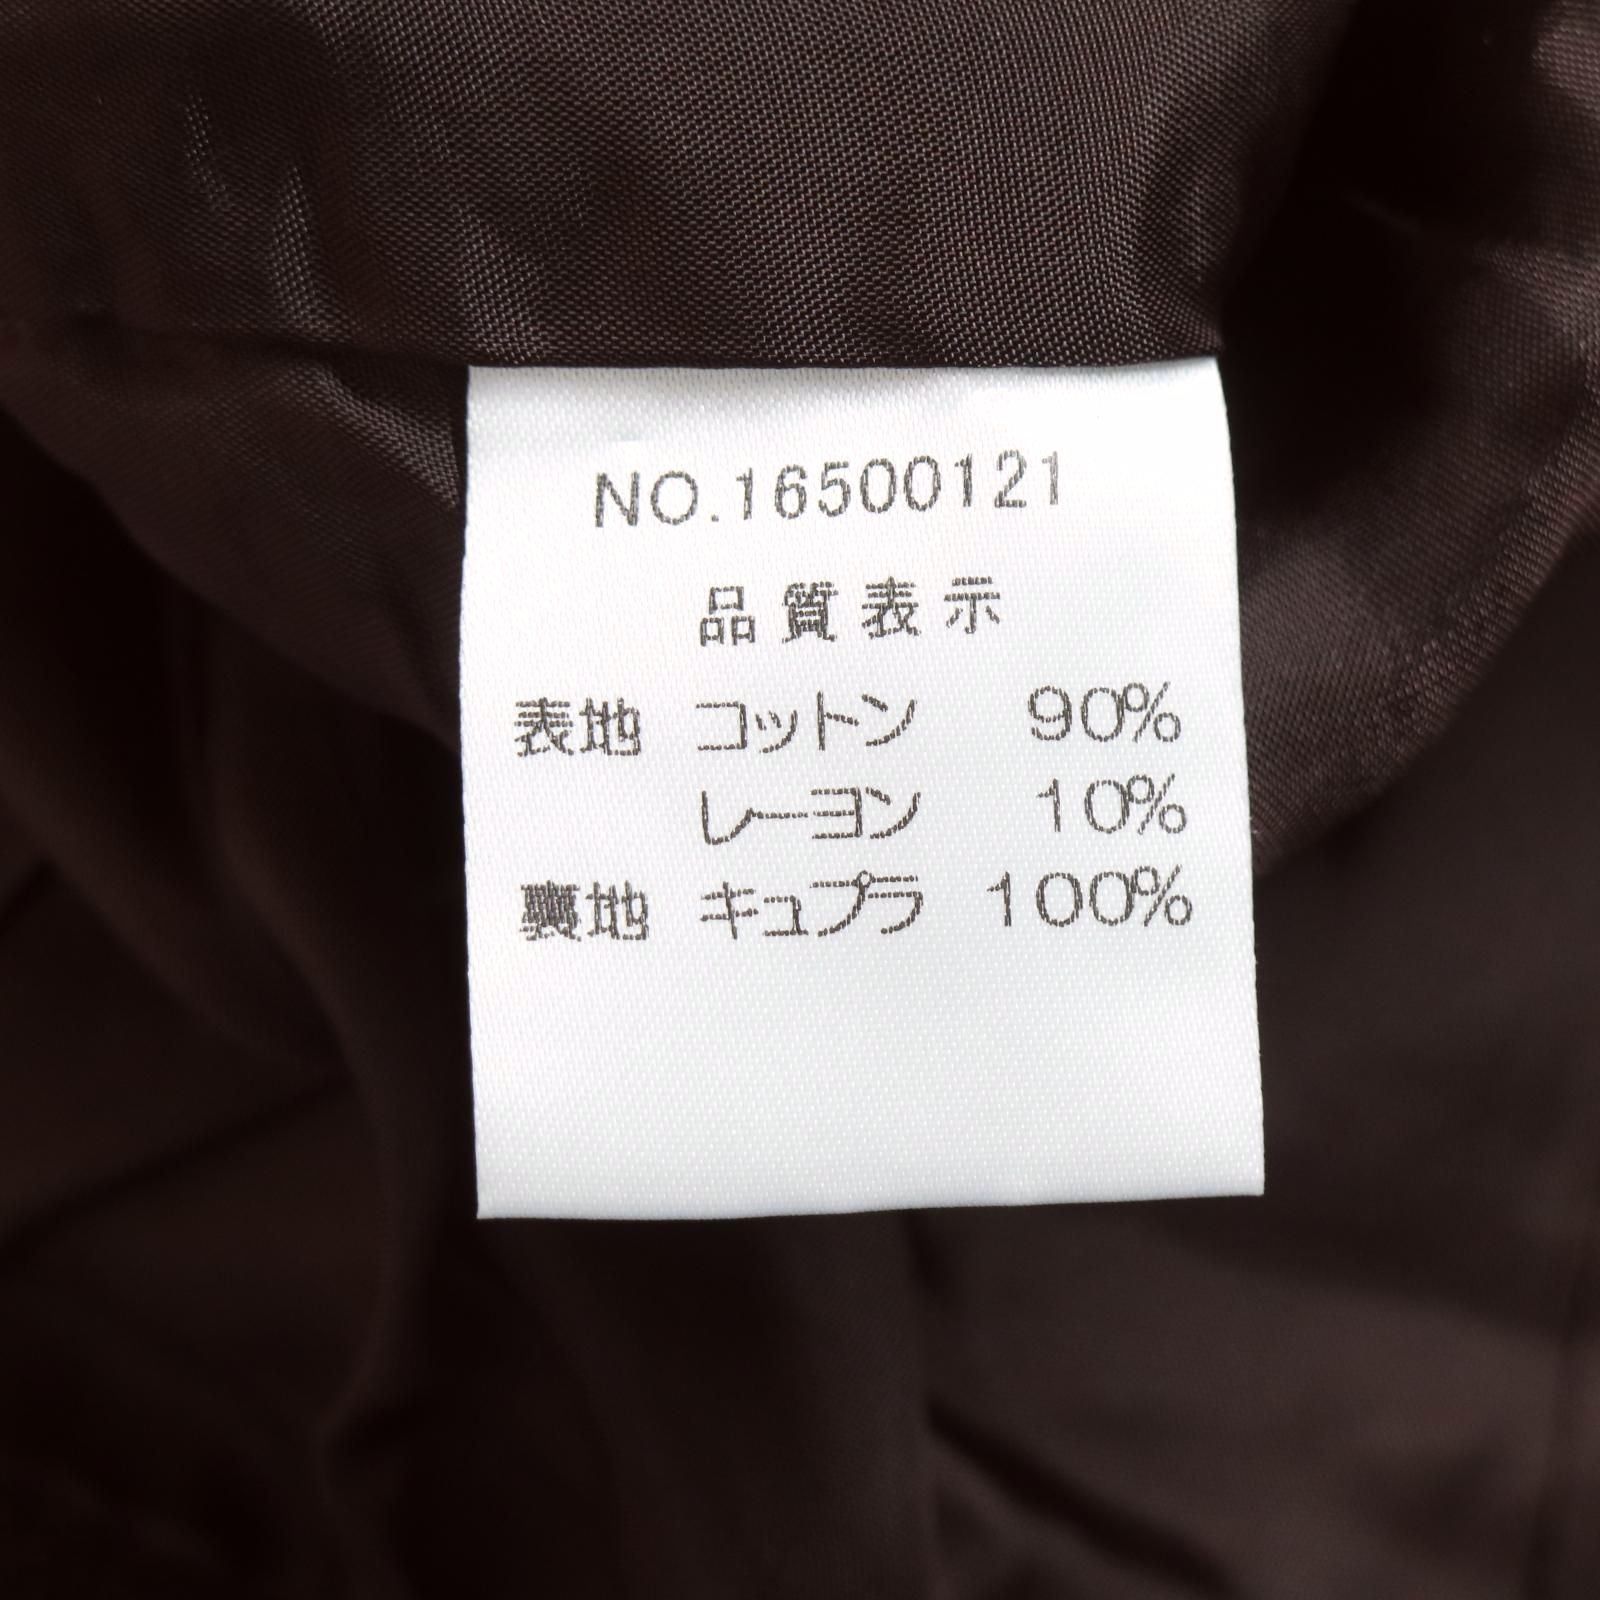 NO.16500121
品質表示
表地 コットン 90%
レーヨン 10%
裏地 キュプラ 100%